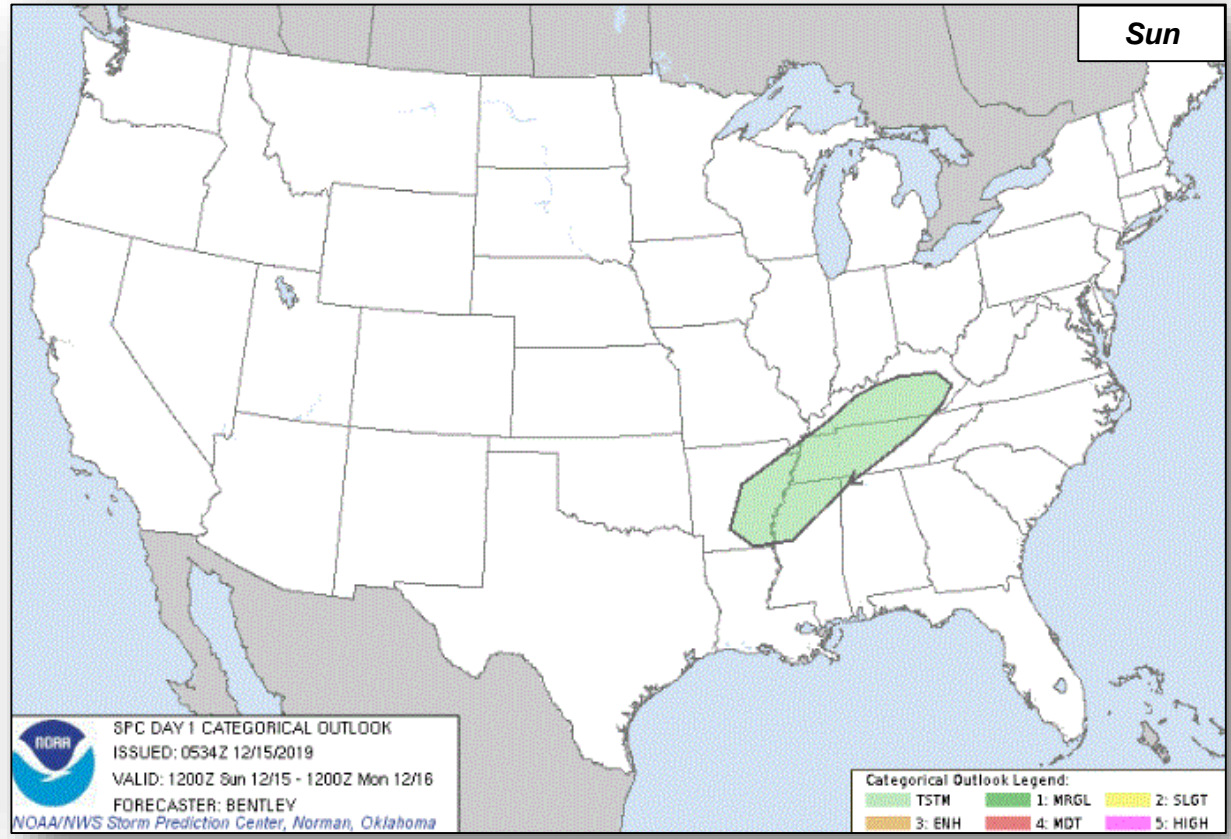 Sun
NOAA
SPC DAY 1 CATEGORICAL OUTLOOK
ISSUED: 0534Z 12/15/2019
VALID: 1200Z Sun 12/15 - 1200Z Mon 12/16
FORECASTER: BENTLEY
NOAA/NWS Storm Prediction Center, Norman, Oklahoma
Categorical Outlook Legend:
TSTM 1: MRGL 2: SLGT
3: ENH 4: MDT 5: HIGH